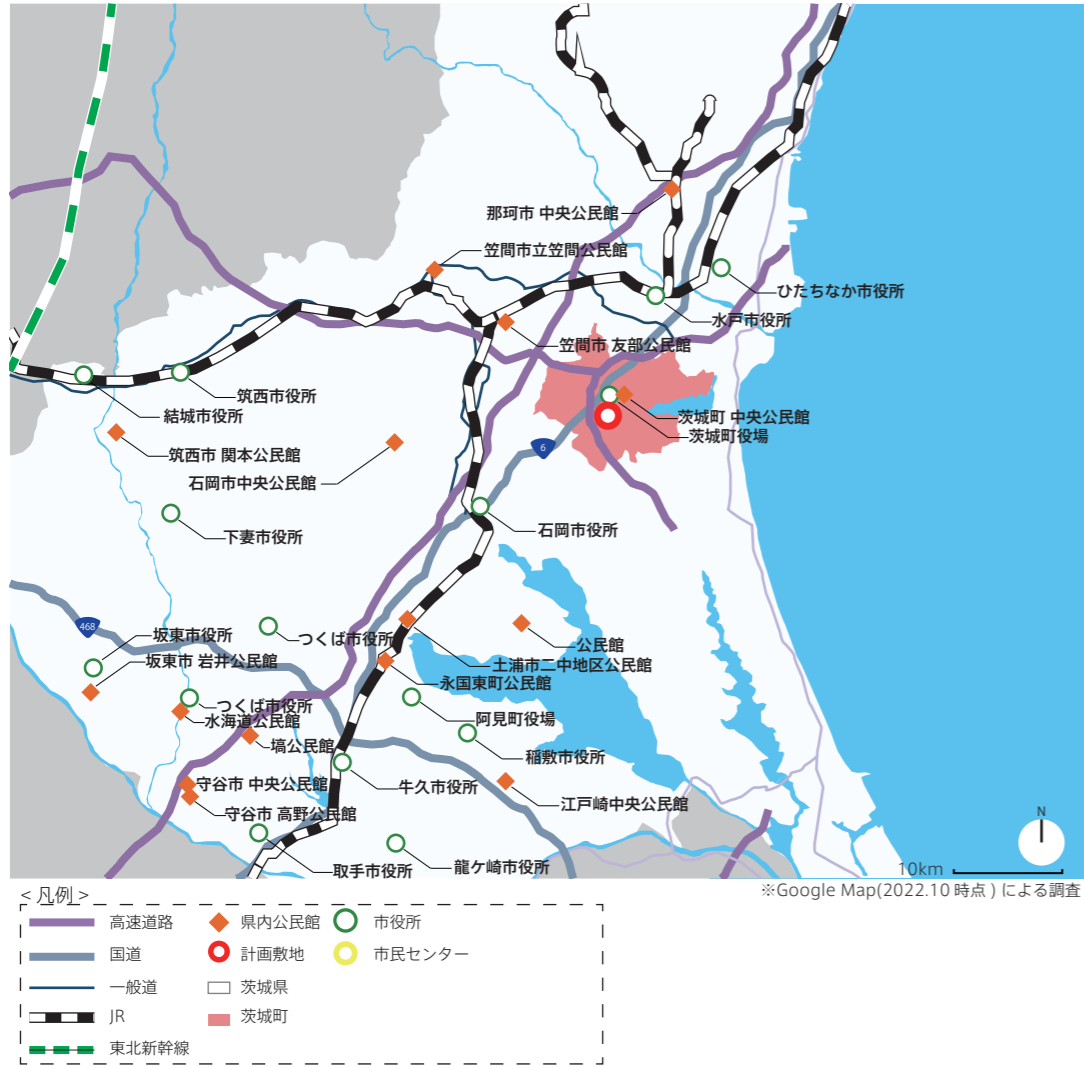 那珂市 中央公民館
笠間市立笠間公民館
ひたちなか市役所
水戸市役所
笠間市 友部公民館
筑西市役所
結城市役所
茨城町 中央公民館
茨城町役場
筑西市 関本公民館
6
石岡市中央公民館
石岡市役所
下妻市役所
468
坂東市役所
つくば市役所
公民館
坂東市 岩井公民館
土浦市二中地区公民館
永国東町公民館
つくば市役所
水海道公民館
阿見町役場
塙公民館
稲敷市役所
守谷市 中央公民館
牛久市役所
江戸崎中央公民館
守谷市 高野公民館
取手市役所
龍ケ崎市役所
N
10km
※Google Map(2022.10 時点 ) による調査
< 凡例 >
高速道路
県内公民館
市役所
国道
計画敷地
市民センター
一般道
茨城県
JR
茨城町
東北新幹線